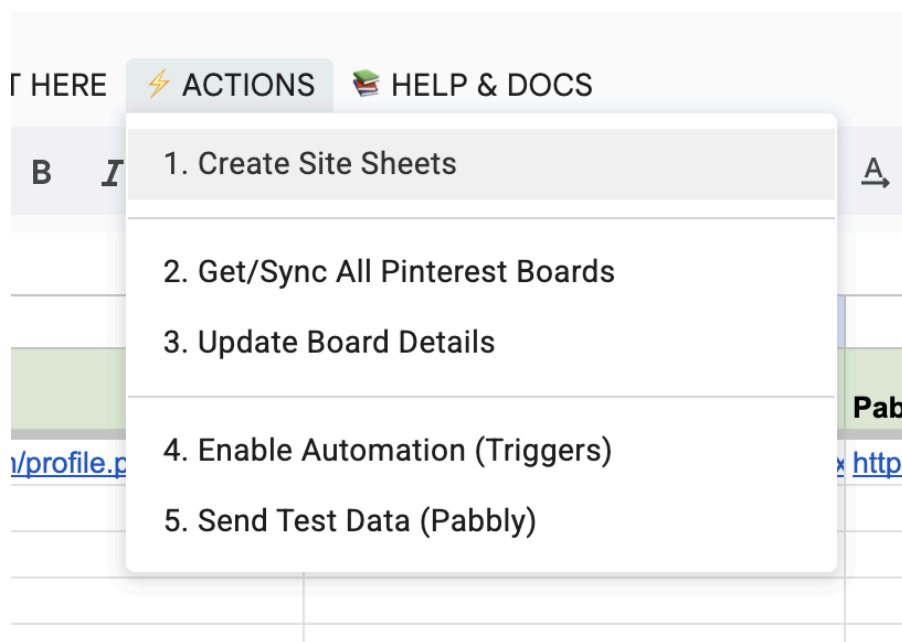 T HERE ⚡ ACTIONS 📚 HELP & DOCS
B I A
1. Create Site Sheets
2. Get/Sync All Pinterest Boards
3. Update Board Details
Pab
4. Enable Automation (Triggers)
/profile.p http
5. Send Test Data (Pabbly)